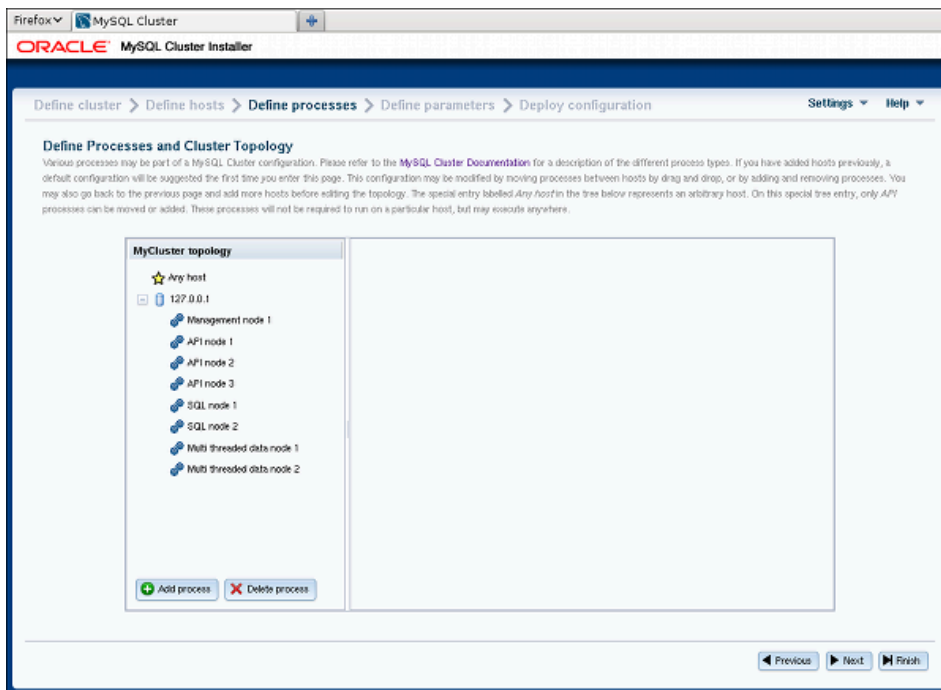 Firefox
MySQL Cluster
ORACLE MySQL Cluster Installer
Define cluster Define hosts Define processes Define parameters Deploy configuration Settings Help
Define Processes and Cluster Topology
Various processes may be part of a MySQL Cluster configuration. Please refer to the MySQL Cluster Documentation for a description of the different process types. If you have added hosts previously, a
default configuration will be suggested the first time you enter this page. This configuration may be modified by moving processes between hosts by drag and drop, or by adding and removing processes. You
may also go back to the previous page and add more hosts before editing the topology. The special entry labelled Any host in the tree below represents an arbitrary host. On this special tree entry, only API
processes can be moved or added. These processes will not be required to run on a particular host, but may execute anywhere.
MyCluster topology
Any host
127.0.0.1
Management node 1
API node 1
API node 2
API node 3
SQL node 1
SQL node 2
Multi threaded data node 1
Multi threaded data node 2
Add process Delete process
Previous Next Finish